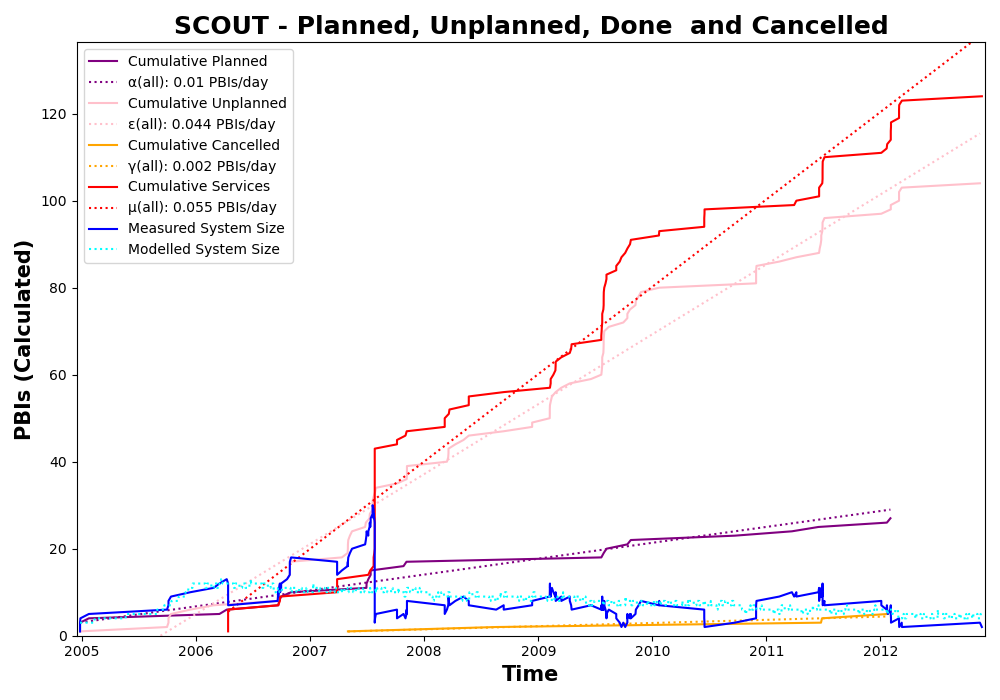 SCOUT - Planned, Unplanned, Done  and Cancelled
Cumulative Planned
α(all): 0.01 PBIs/day
Cumulative Unplanned
ε(all): 0.044 PBIs/day
Cumulative Cancelled
γ(all): 0.002 PBIs/day
Cumulative Services
μ(all): 0.055 PBIs/day
Measured System Size
Modelled System Size
PBIs (Calculated)
120
100
80
60
40
20
0
2005 2006 2007 2008 2009 2010 2011 2012
Time